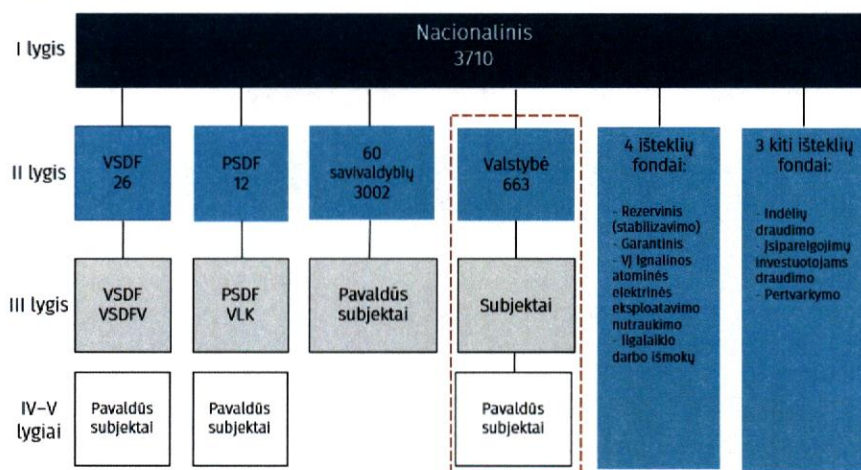 I lygis
Nacionalinis
3710
II lygis
VSDF
26
PSDF
12
60
savivaldybių
3002
Valstybė
663
4 išteklių
fondai:
- Rezervinis
(stabilizavimo)
- Garantinis
- VĮ Ignalinos
atominės
elektrinės
eksploatavimo
nutraukimo
- Ilgalaikio
darbo išmokų
3 kiti išteklių
fondai:
- Indėlių
draudimo
- Įsipareigojimų
investuotojams
draudimo
- Pertvarkymo
III lygis
VSDF
VSDFV
PSDF
VLK
Pavaldūs
subjektai
Subjektai
IV–V
lygiai
Pavaldūs
subjektai
Pavaldūs
subjektai
Pavaldūs
subjektai